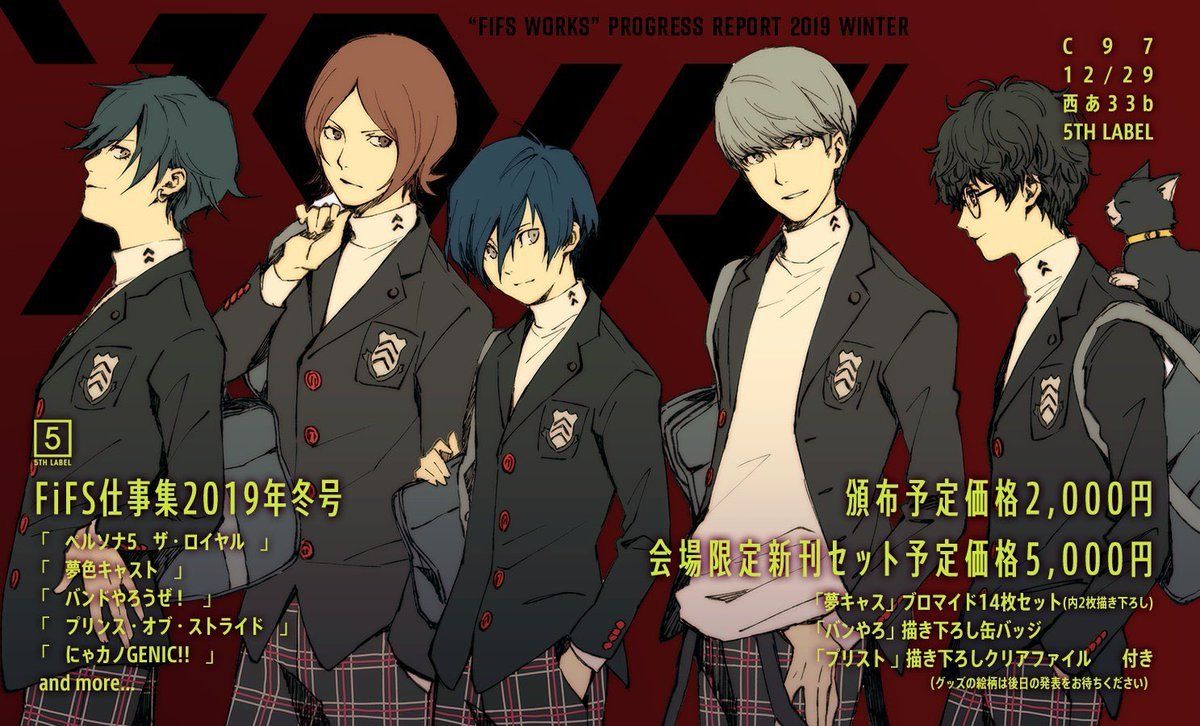 “FIFS WORKS” PROGRESS REPORT 2019 WINTER
C97
12/29
西あ33b
5TH LABEL
5
5TH LABEL
FiFS仕事集2019年冬号
「 ペルソナ5 ザ・ロイヤル 」
「 夢色キャスト 」
「 バンドやろうぜ！ 」
「 プリンス・オブ・ストライド 」
「 にゃカノGENIC!! 」
and more...
頒布予定価格2,000円
会場限定新刊セット予定価格5,000円
「夢キャス」ブロマイド14枚セット(内2枚描き下ろし)
「バンやろ」描き下ろし缶バッジ
「プリスト」描き下ろしクリアファイル 付き
(グッズの絵柄は後日の発表をお待ちください)